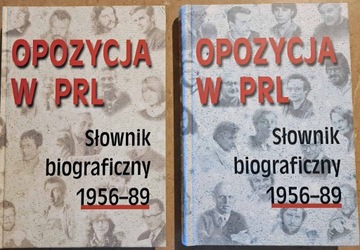 OPOZYCJA
W PRL
Słownik
biograficzny
1956–89
OPOZYCJA
W PRL
Słownik
biograficzny
1956–89